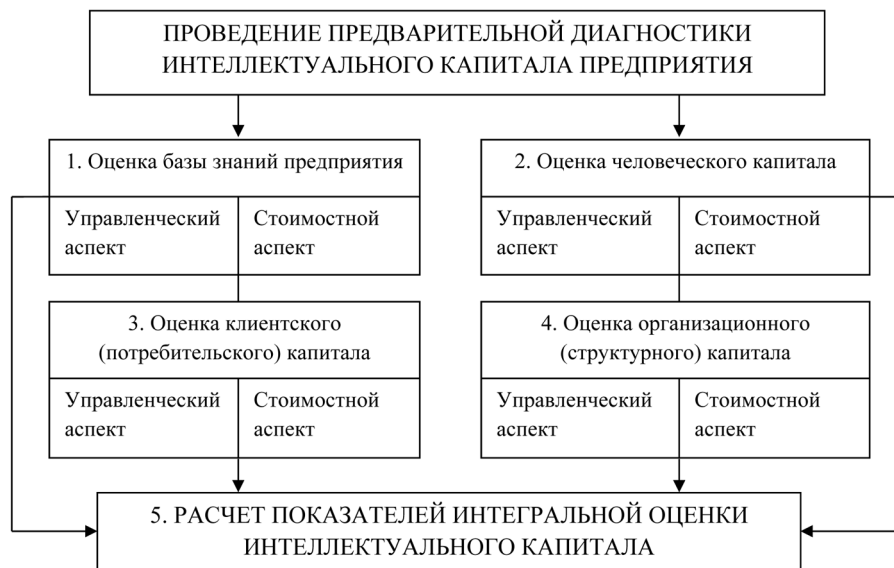 ПРОВЕДЕНИЕ ПРЕДВАРИТЕЛЬНОЙ ДИАГНОСТИКИ
ИНТЕЛЛЕКТУАЛЬНОГО КАПИТАЛА ПРЕДПРИЯТИЯ
1. Оценка базы знаний предприятия
Управленческий
аспект
Стоимостной
аспект
2. Оценка человеческого капитала
Управленческий
аспект
Стоимостной
аспект
3. Оценка клиентского
(потребительского) капитала
Управленческий
аспект
Стоимостной
аспект
4. Оценка организационного
(структурного) капитала
Управленческий
аспект
Стоимостной
аспект
5. РАСЧЕТ ПОКАЗАТЕЛЕЙ ИНТЕГРАЛЬНОЙ ОЦЕНКИ
ИНТЕЛЛЕКТУАЛЬНОГО КАПИТАЛА